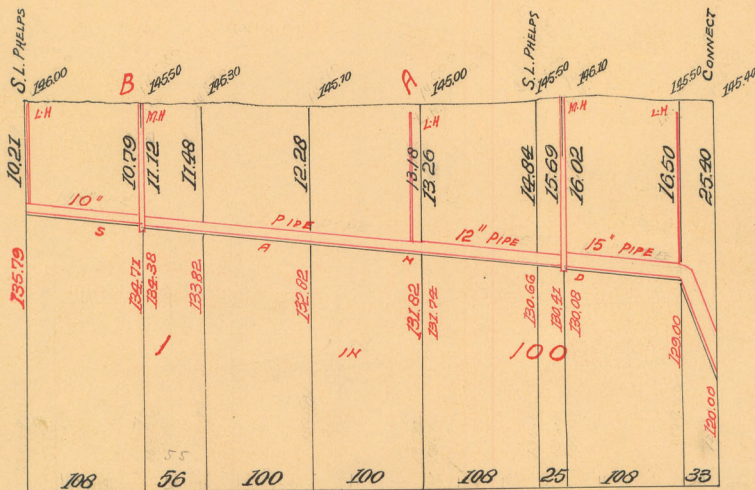 S.L. PHELPS
146.00
B
145.50
146.30
145.10
A
145.00
S.L. PHELPS
145.50
146.10
145.50
CONNECT
145.40
L.H
M.H
L.H
M.H
L.H
10.21
10.79
11.12
11.48
12.28
13.18
13.26
14.84
15.69
16.02
16.50
25.40
10"
PIPE
12" PIPE
15" PIPE
S
A
N
D
135.79
134.71
134.38
133.82
132.82
131.82
131.74
130.66
130.41
130.08
129.00
120.00
1
IN
100
55
108
56
100
100
108
25
108
33